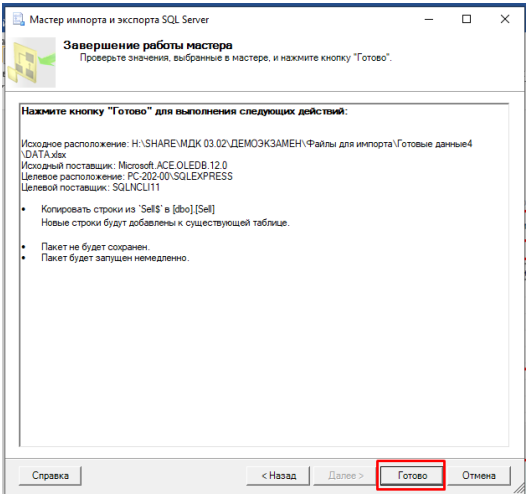 Мастер импорта и экспорта SQL Server
Завершение работы мастера
Проверьте значения, выбранные в мастере, и нажмите кнопку "Готово".
Нажмите кнопку "Готово" для выполнения следующих действий:
Исходное расположение: H:\SHARE\МДК 03.02\ДЕМОЭКЗАМЕН\Файлы для импорта\Готовые данные4
\DATA.xlsx
Исходный поставщик: Microsoft.ACE.OLEDB.12.0
Целевое расположение: PC-202-00\SQLEXPRESS
Целевой поставщик: SQLNCLI11
• Копировать строки из `Sell$` в [dbo].[Sell]
Новые строки будут добавлены к существующей таблице.
• Пакет не будет сохранен.
• Пакет будет запущен немедленно.
Справка < Назад Далее > Готово Отмена